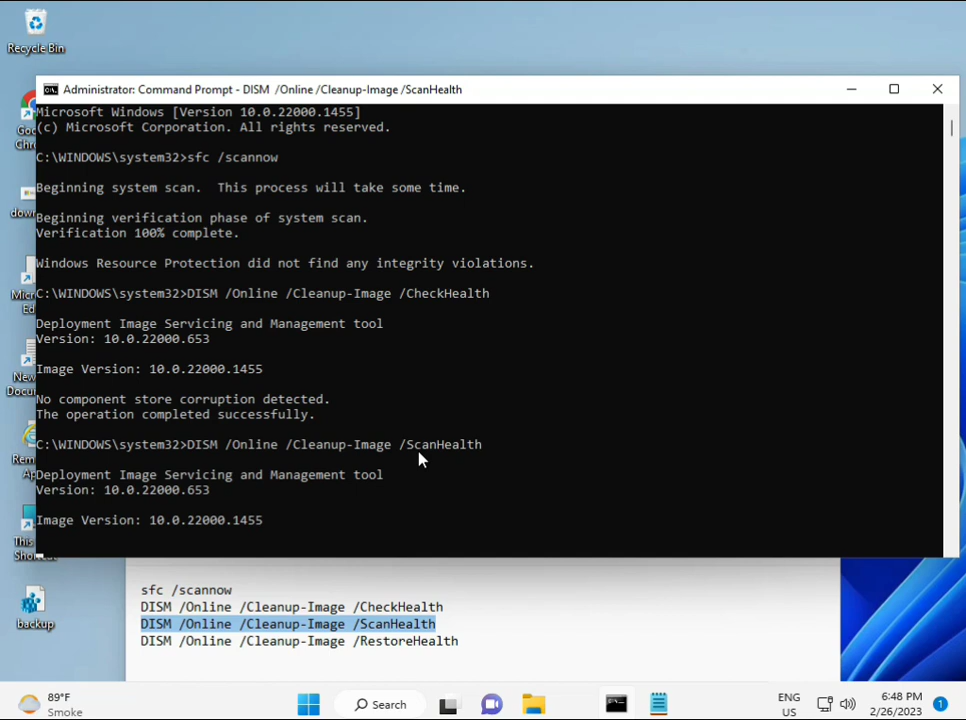 Recycle Bin
Administrator: Command Prompt - DISM /Online /Cleanup-Image /ScanHealth
Microsoft Windows [Version 10.0.22000.1455]
(c) Microsoft Corporation. All rights reserved.
C:\WINDOWS\system32>sfc /scannow
Beginning system scan.  This process will take some time.
Beginning verification phase of system scan.
Verification 100% complete.
Windows Resource Protection did not find any integrity violations.
C:\WINDOWS\system32>DISM /Online /Cleanup-Image /CheckHealth
Deployment Image Servicing and Management tool
Version: 10.0.22000.653
Image Version: 10.0.22000.1455
No component store corruption detected.
The operation completed successfully.
C:\WINDOWS\system32>DISM /Online /Cleanup-Image /ScanHealth
Deployment Image Servicing and Management tool
Version: 10.0.22000.653
Image Version: 10.0.22000.1455
sfc /scannow
DISM /Online /Cleanup-Image /CheckHealth
DISM /Online /Cleanup-Image /ScanHealth
DISM /Online /Cleanup-Image /RestoreHealth
backup
89°F
Smoke
Search
ENG
US
6:48 PM
2/26/2023
1